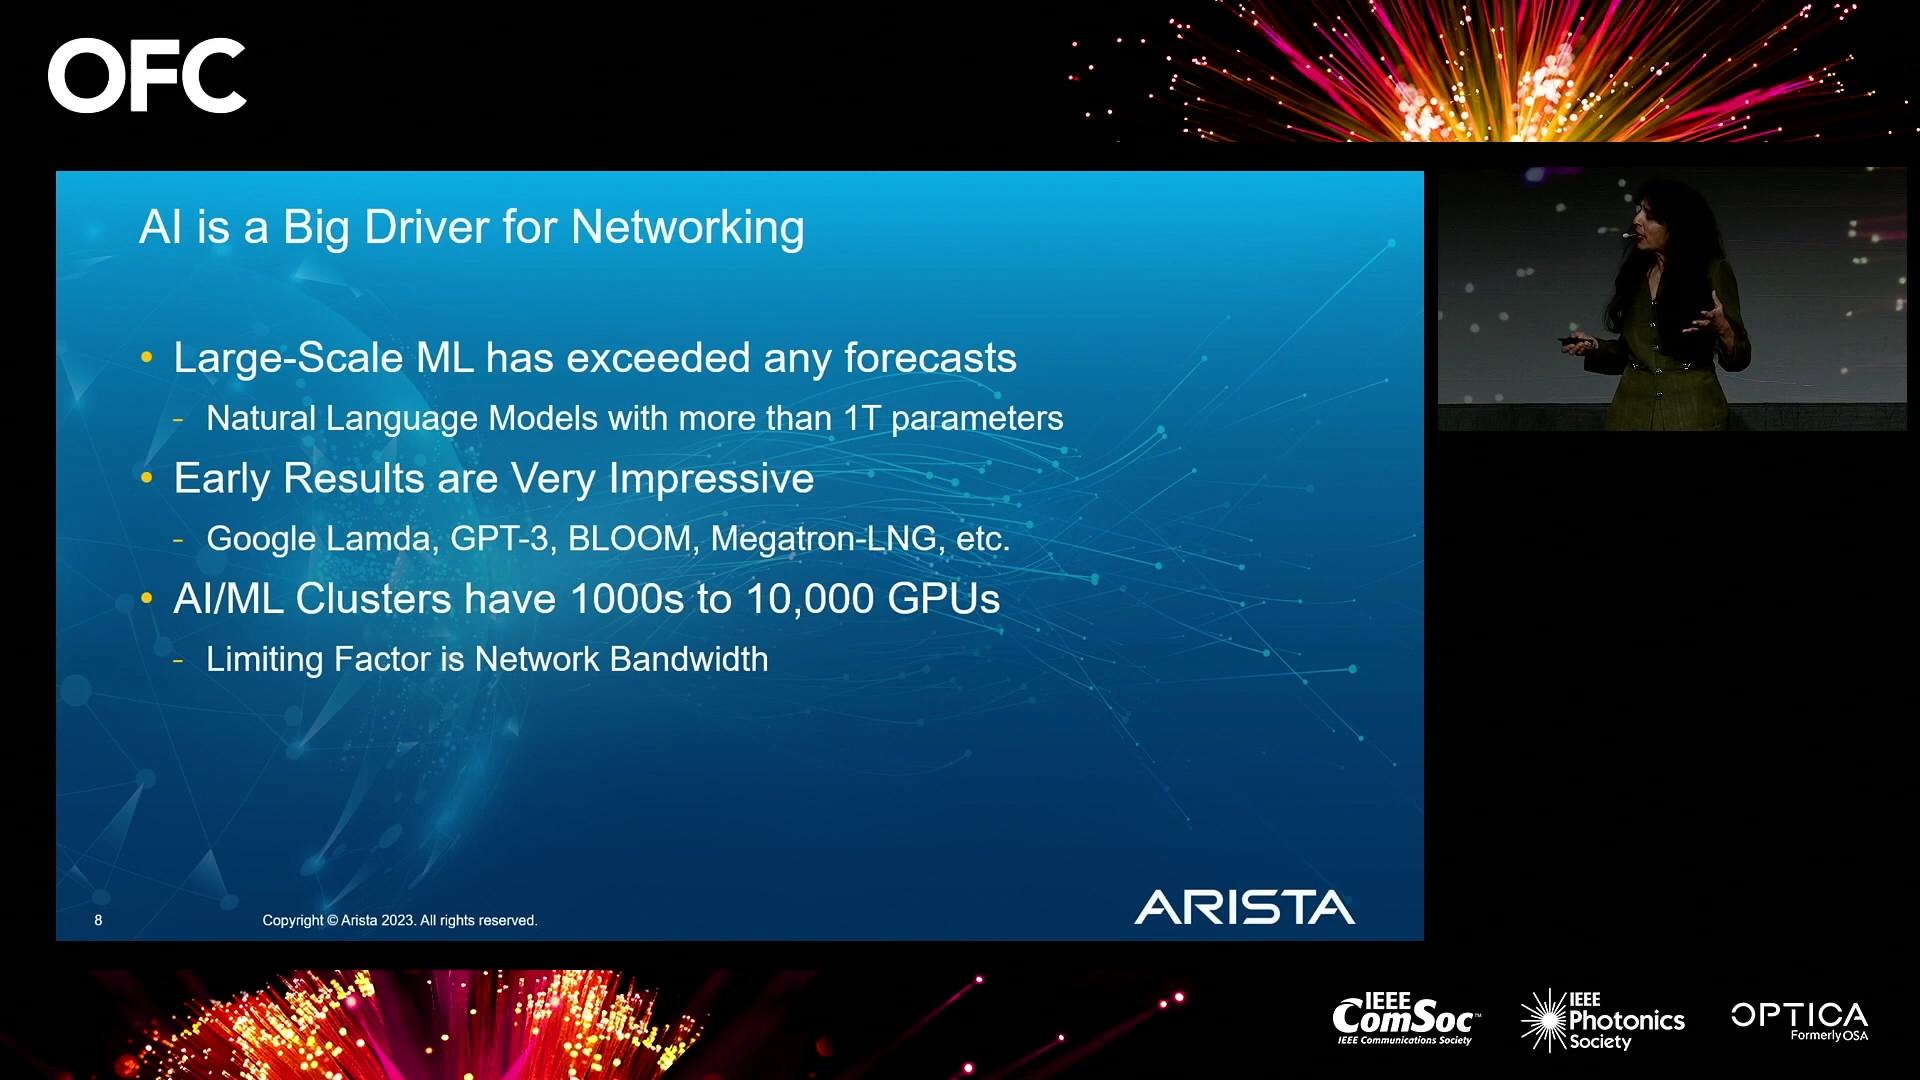 OFC
AI is a Big Driver for Networking
• Large-Scale ML has exceeded any forecasts
- Natural Language Models with more than 1T parameters
• Early Results are Very Impressive
- Google Lamda, GPT-3, BLOOM, Megatron-LNG, etc.
• AI/ML Clusters have 1000s to 10,000 GPUs
- Limiting Factor is Network Bandwidth
8
Copyright © Arista 2023. All rights reserved.
ARISTA
IEEE
ComSoc™
IEEE Communications Society
IEEE
Photonics
Society
OPTICA
Formerly OSA